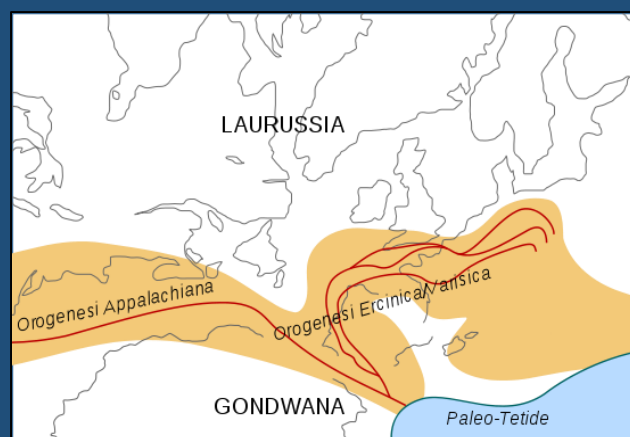 LAURUSSIA
Orogenesi Appalachiana
Orogenesi Ercinica/Varisica
GONDWANA
Paleo-Tetide